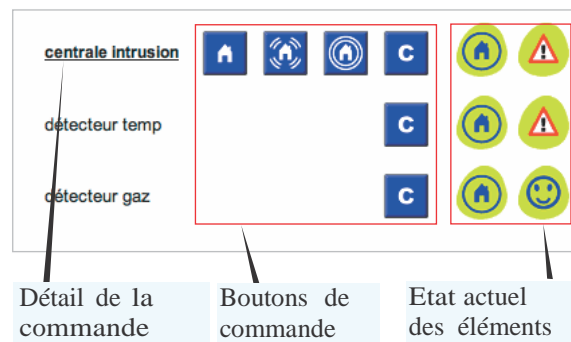 centrale intrusion C
détecteur temp C
détecteur gaz C
Détail de la
commande
Boutons de
commande
Etat actuel
des éléments